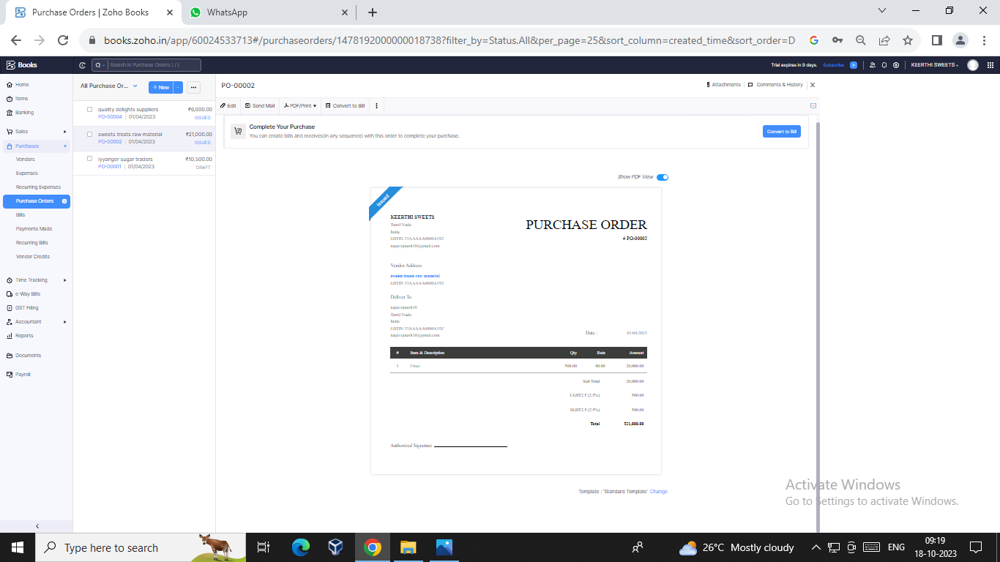 Purchase Orders | Zoho Books
WhatsApp
books.zoho.in/app/60024533713#/purchaseorders/1478192000000018738?filter_by=Status.All&per_page=25&sort_column=created_time&sort_order=D
Books
Search in Purchase Orders ( / )
Trial expires in 9 days.
Subscribe
KEERTHI SWEETS
Home
Items
Banking
Sales
Purchases
Vendors
Expenses
Recurring Expenses
Purchase Orders
Bills
Payments Made
Recurring Bills
Vendor Credits
Time Tracking
e-Way Bills
GST Filing
Accountant
Reports
Documents
Payroll
All Purchase Or...
+ New
quality delights suppliers ₹6,000.00
PO-00004 | 01/04/2023 ISSUED
sweets treats raw material ₹21,000.00
PO-00002 | 01/04/2023 ISSUED
Iyyanger sugar traders ₹10,500.00
PO-00001 | 01/04/2023 DRAFT
PO-00002
Attachments
Comments & History
Edit
Send Mail
PDF/Print
Convert to Bill
Complete Your Purchase
You can create bills and receives(in any sequence) with this order to complete your purchase.
Convert to Bill
Show PDF View
Issued
KEERTHI SWEETS
Tamil Nadu
India
GSTIN 33AAAAA0000A15Z
nagavignesh30@gmail.com
PURCHASE ORDER
# PO-00002
Vendor Address
sweets treats raw material
GSTIN 33AAAAA0000A15Z
Deliver To
nagavignesh30
Tamil Nadu
India
GSTIN 33AAAAA0000A15Z
nagavignesh30@gmail.com
Date : 01/04/2023
# Item & Description Qty Rate Amount
1 Flour 500.00 40.00 20,000.00
Sub Total 20,000.00
CGST2.5 (2.5%) 500.00
SGST2.5 (2.5%) 500.00
Total ₹21,000.00
Authorized Signature
Template : 'Standard Template' Change
Activate Windows
Go to Settings to activate Windows.
Type here to search
26°C Mostly cloudy
ENG
09:19
18-10-2023